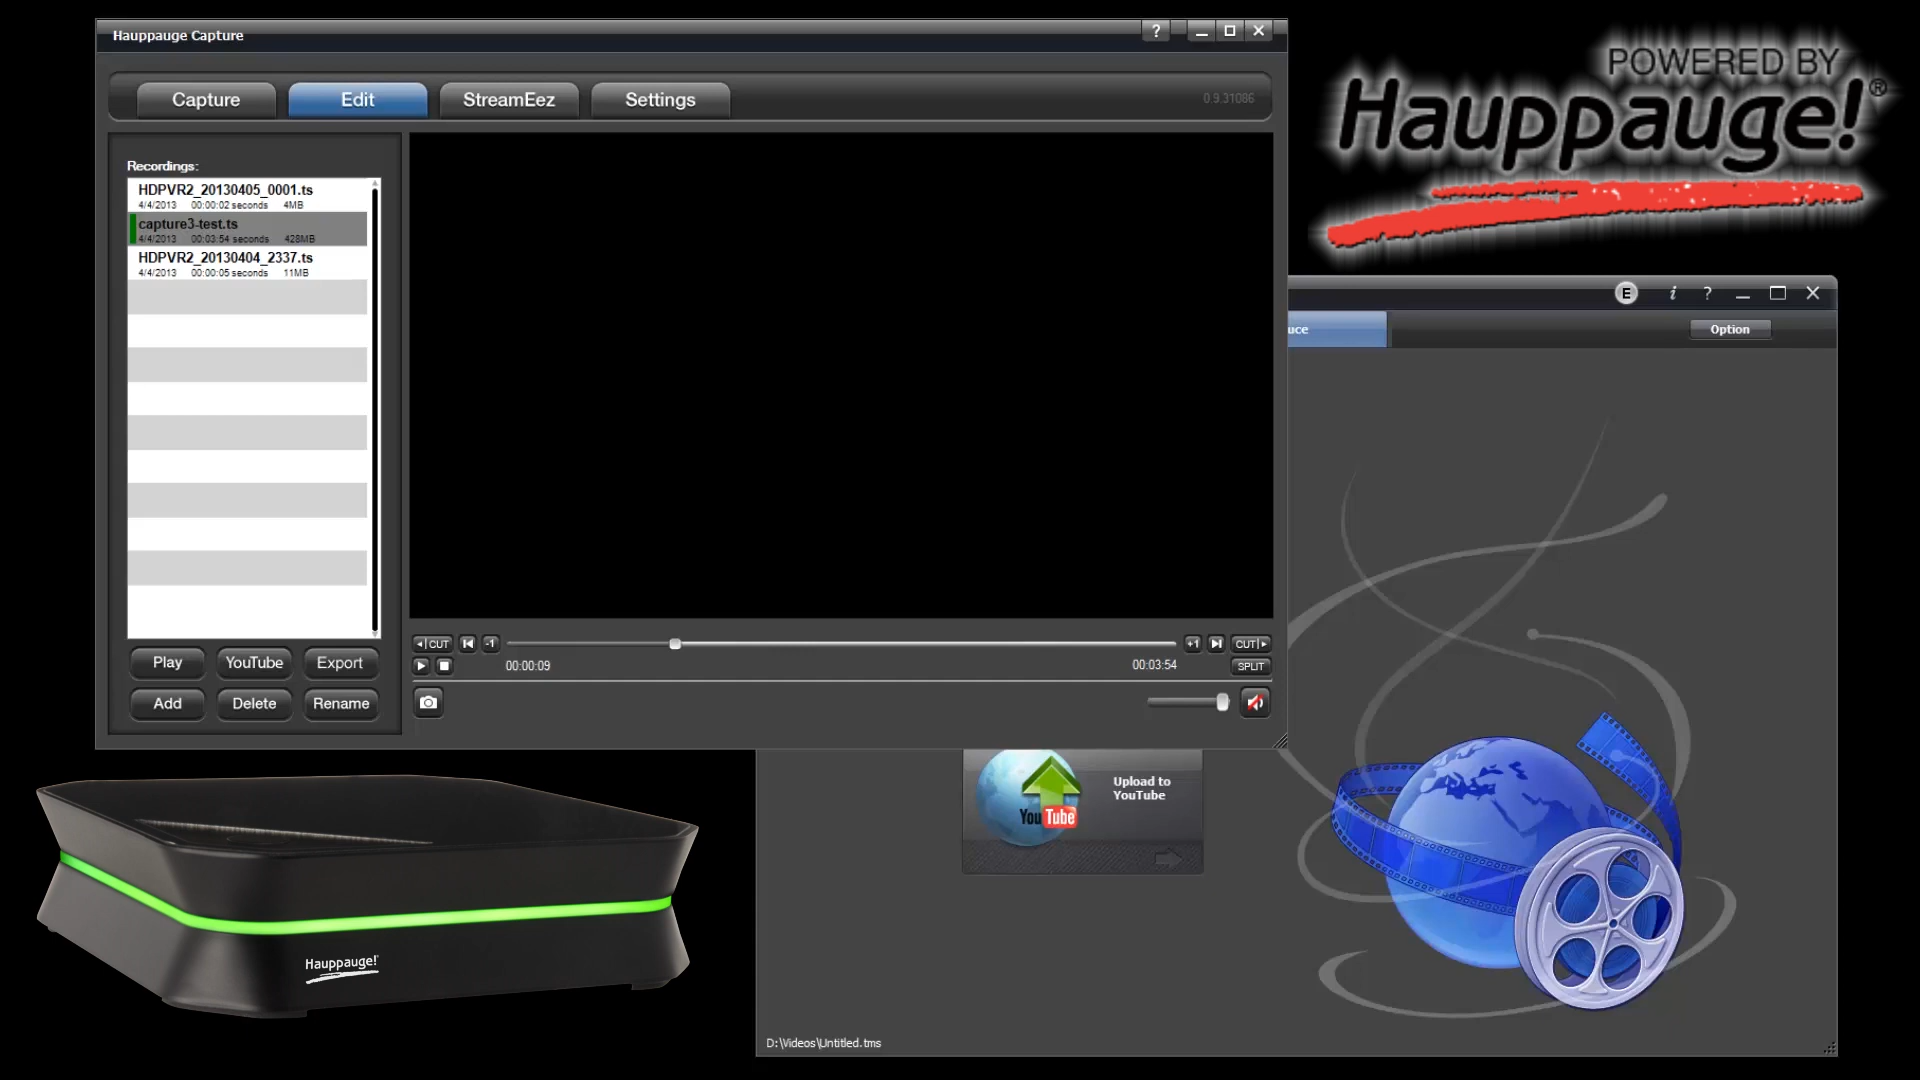 Hauppauge Capture
?
Capture
Edit
StreamEez
Settings
0.9.31086
POWERED BY
Hauppauge!®
Recordings:
HDPVR2_20130405_0001.ts
4/4/2013 00:00:02 seconds 4MB
capture3-test.ts
4/4/2013 00:03:54 seconds 428MB
HDPVR2_20130404_2337.ts
4/4/2013 00:00:05 seconds 11MB
E i ?
uce
Option
CUT
-1
+1
CUT
00:00:09
00:03:54
SPLIT
Play
YouTube
Export
Add
Delete
Rename
Upload to
YouTube
YouTube
Hauppauge!
D:\Videos\Untitled.tms